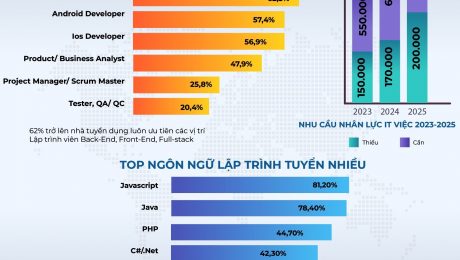 Android Developer
57,4%
Ios Developer
56,9%
Product/ Business Analyst
47,9%
Project Manager/ Scrum Master
25,8%
Tester, QA/ QC
20,4%
62% trở lên nhà tuyển dụng luôn ưu tiên các vị trí
Lập trình viên Back-End, Front-End, Full-stack
550.000
150.000
170.000
200.000
2023 2024 2025
NHU CẦU NHÂN LỰC IT VIỆC 2023-2025
Thiếu Cần
TOP NGÔN NGỮ LẬP TRÌNH TUYỂN NHIỀU
Javascript
81,20%
Java
78,40%
PHP
44,70%
C#/.Net
42,30%